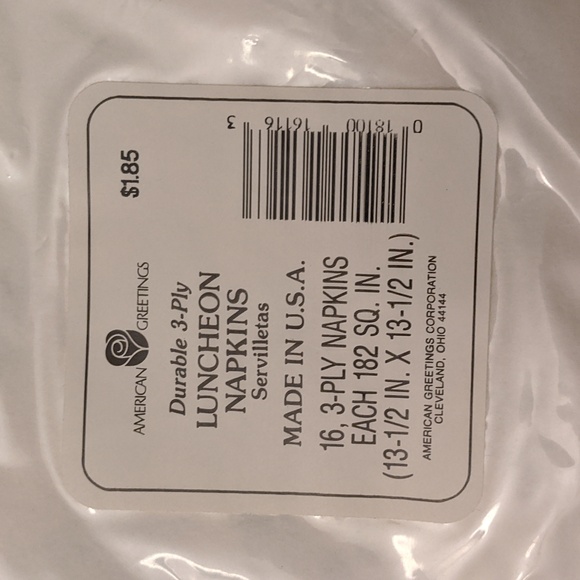 AMERICAN GREETINGS
$1.85
Durable 3-Ply
LUNCHEON
NAPKINS
Servilletas
MADE IN U.S.A.
16, 3-PLY NAPKINS
EACH 182 SQ. IN.
(13-1/2 IN. X 13-1/2 IN.)
AMERICAN GREETINGS CORPORATION
CLEVELAND, OHIO 44144
0 18100 16116 3